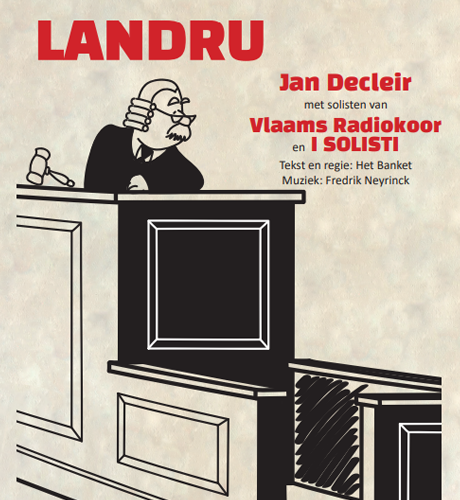 LANDRU
Jan Decleir
met solisten van
Vlaams Radiokoor
en I SOLISTI
Tekst en regie: Het Banket
Muziek: Fredrik Neyrinck